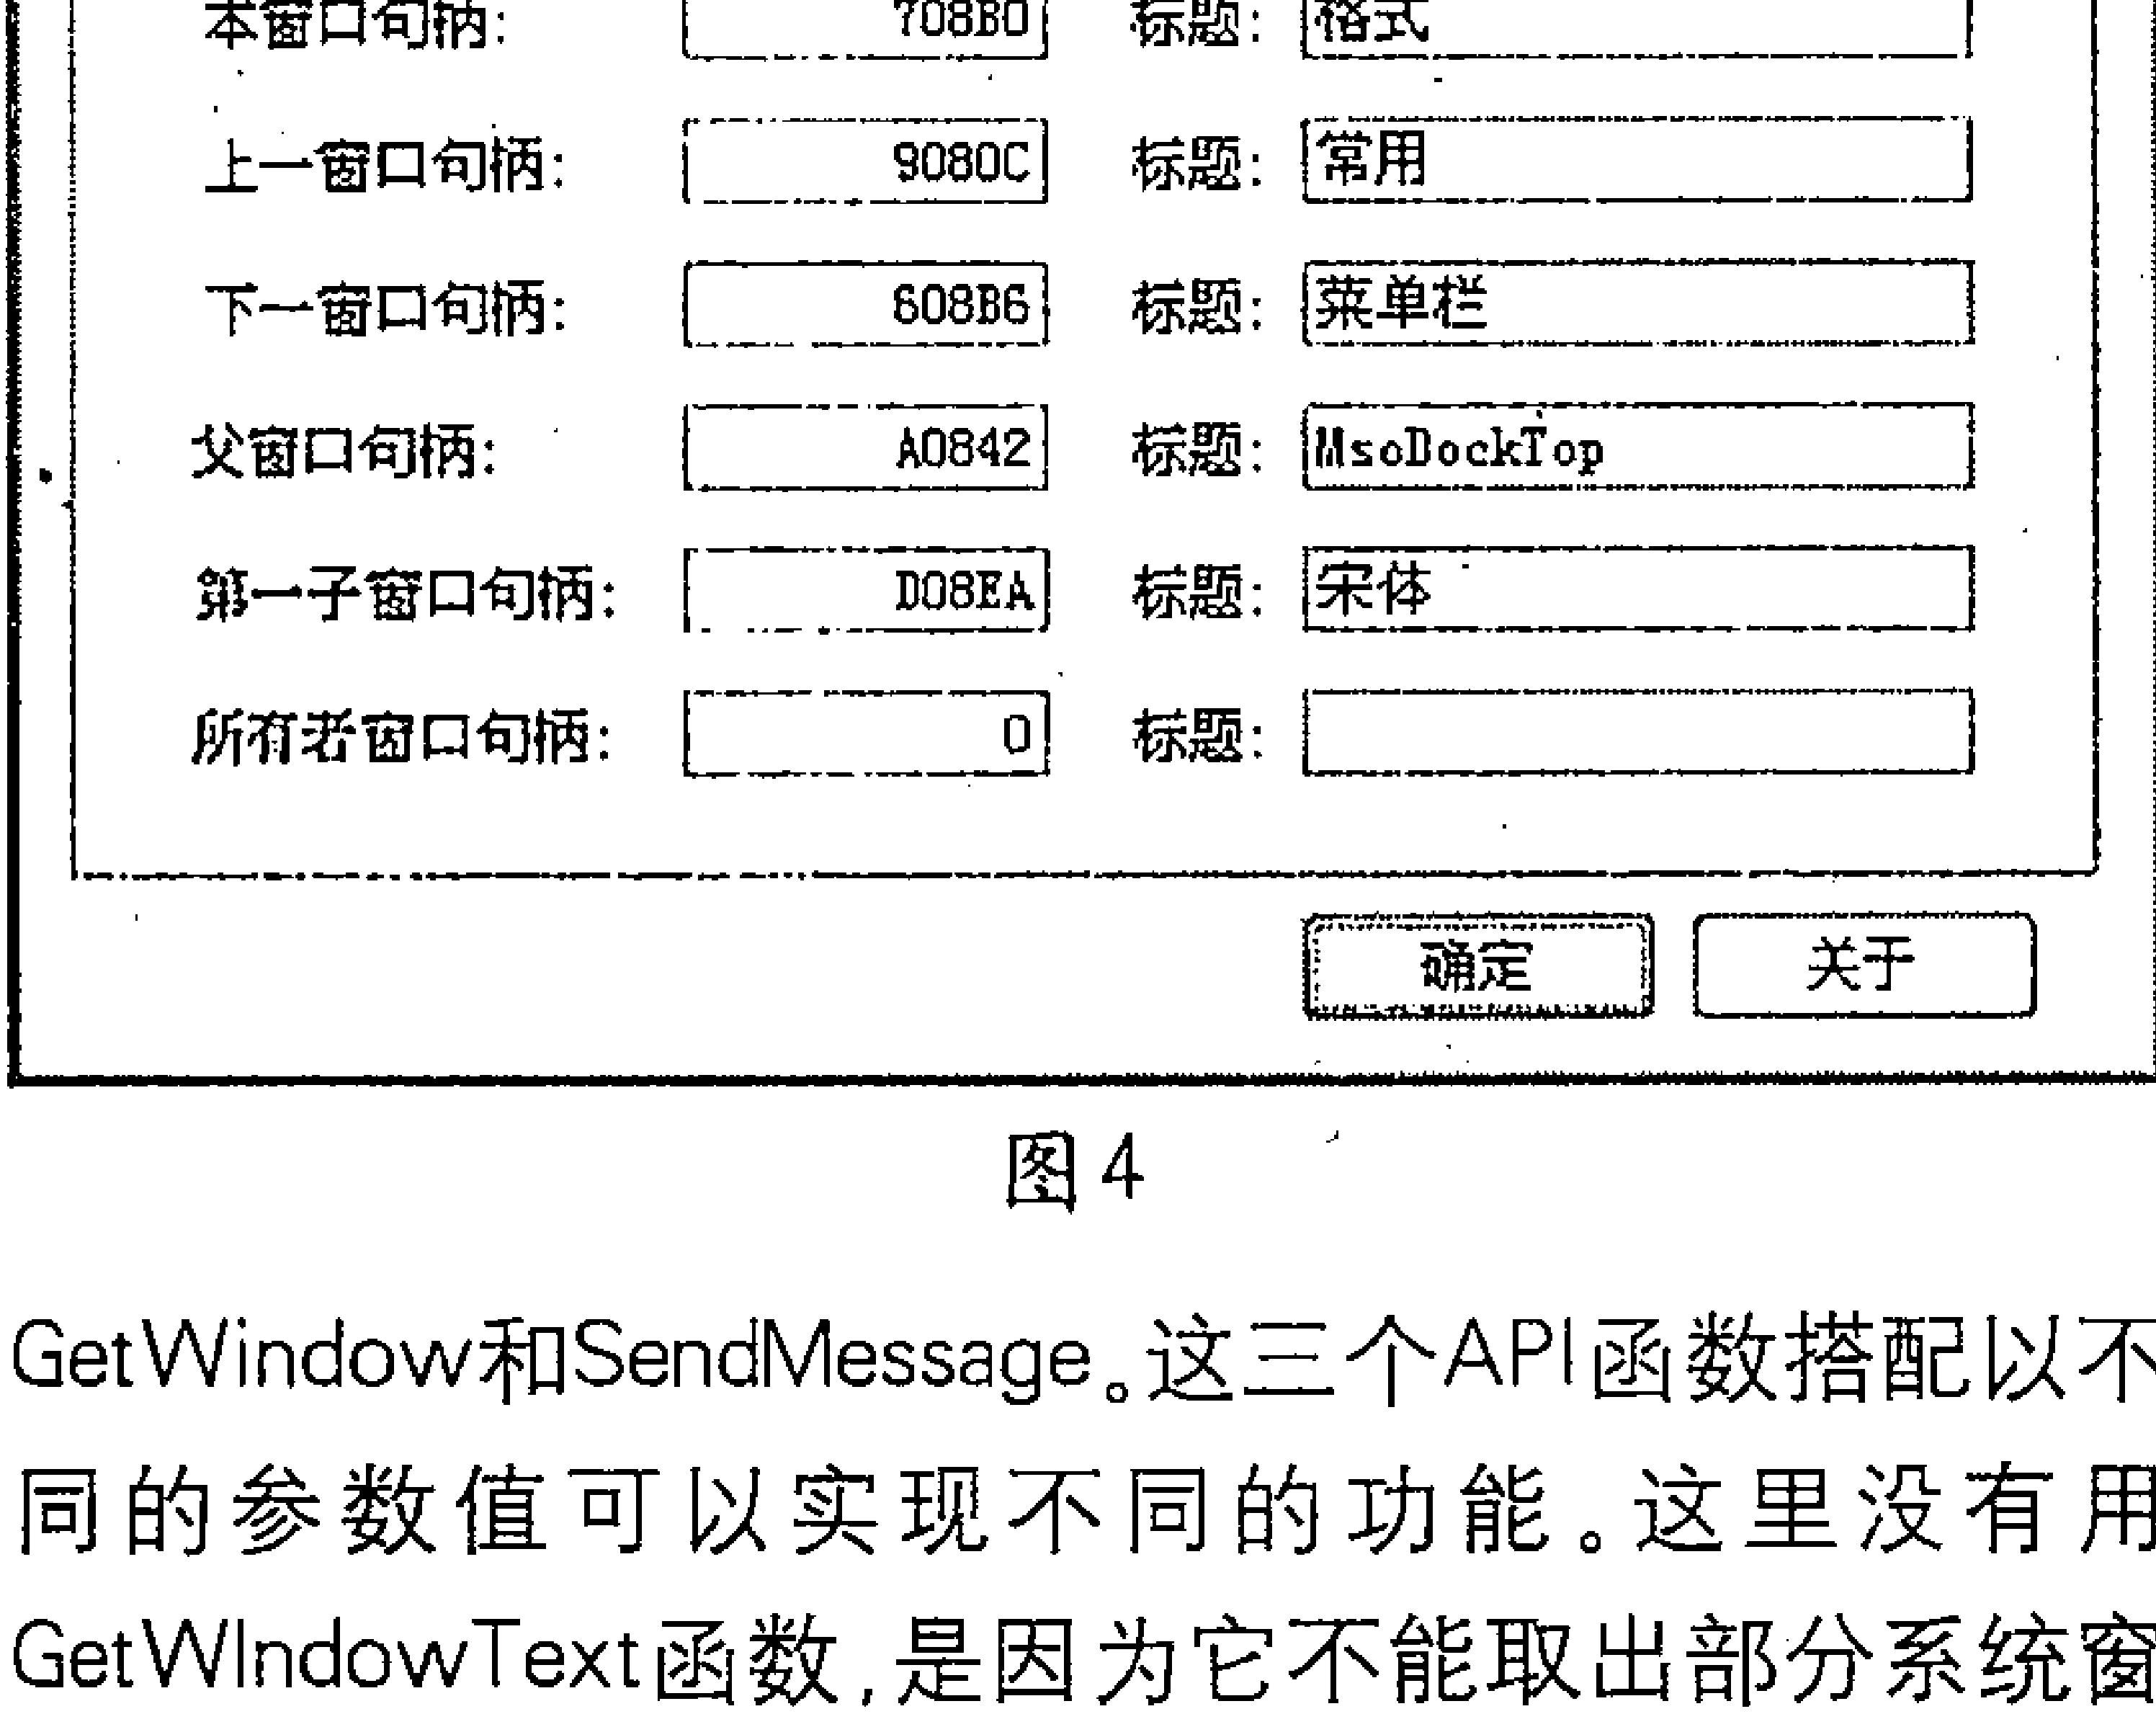 本窗口句柄: 708B0 标题: 格式
上一窗口句柄: 9080C 标题: 常用
下一窗口句柄: 608B6 标题: 菜单栏
父窗口句柄: A0842 标题: MsoDockTop
第一子窗口句柄: D08EA 标题: 宋体
所有者窗口句柄: 0 标题:
确定 关于
图4
GetWindow和SendMessage。这三个API函数搭配以不
同的参数值可以实现不同的功能。这里没有用
GetWIndowText函数,是因为它不能取出部分系统窗